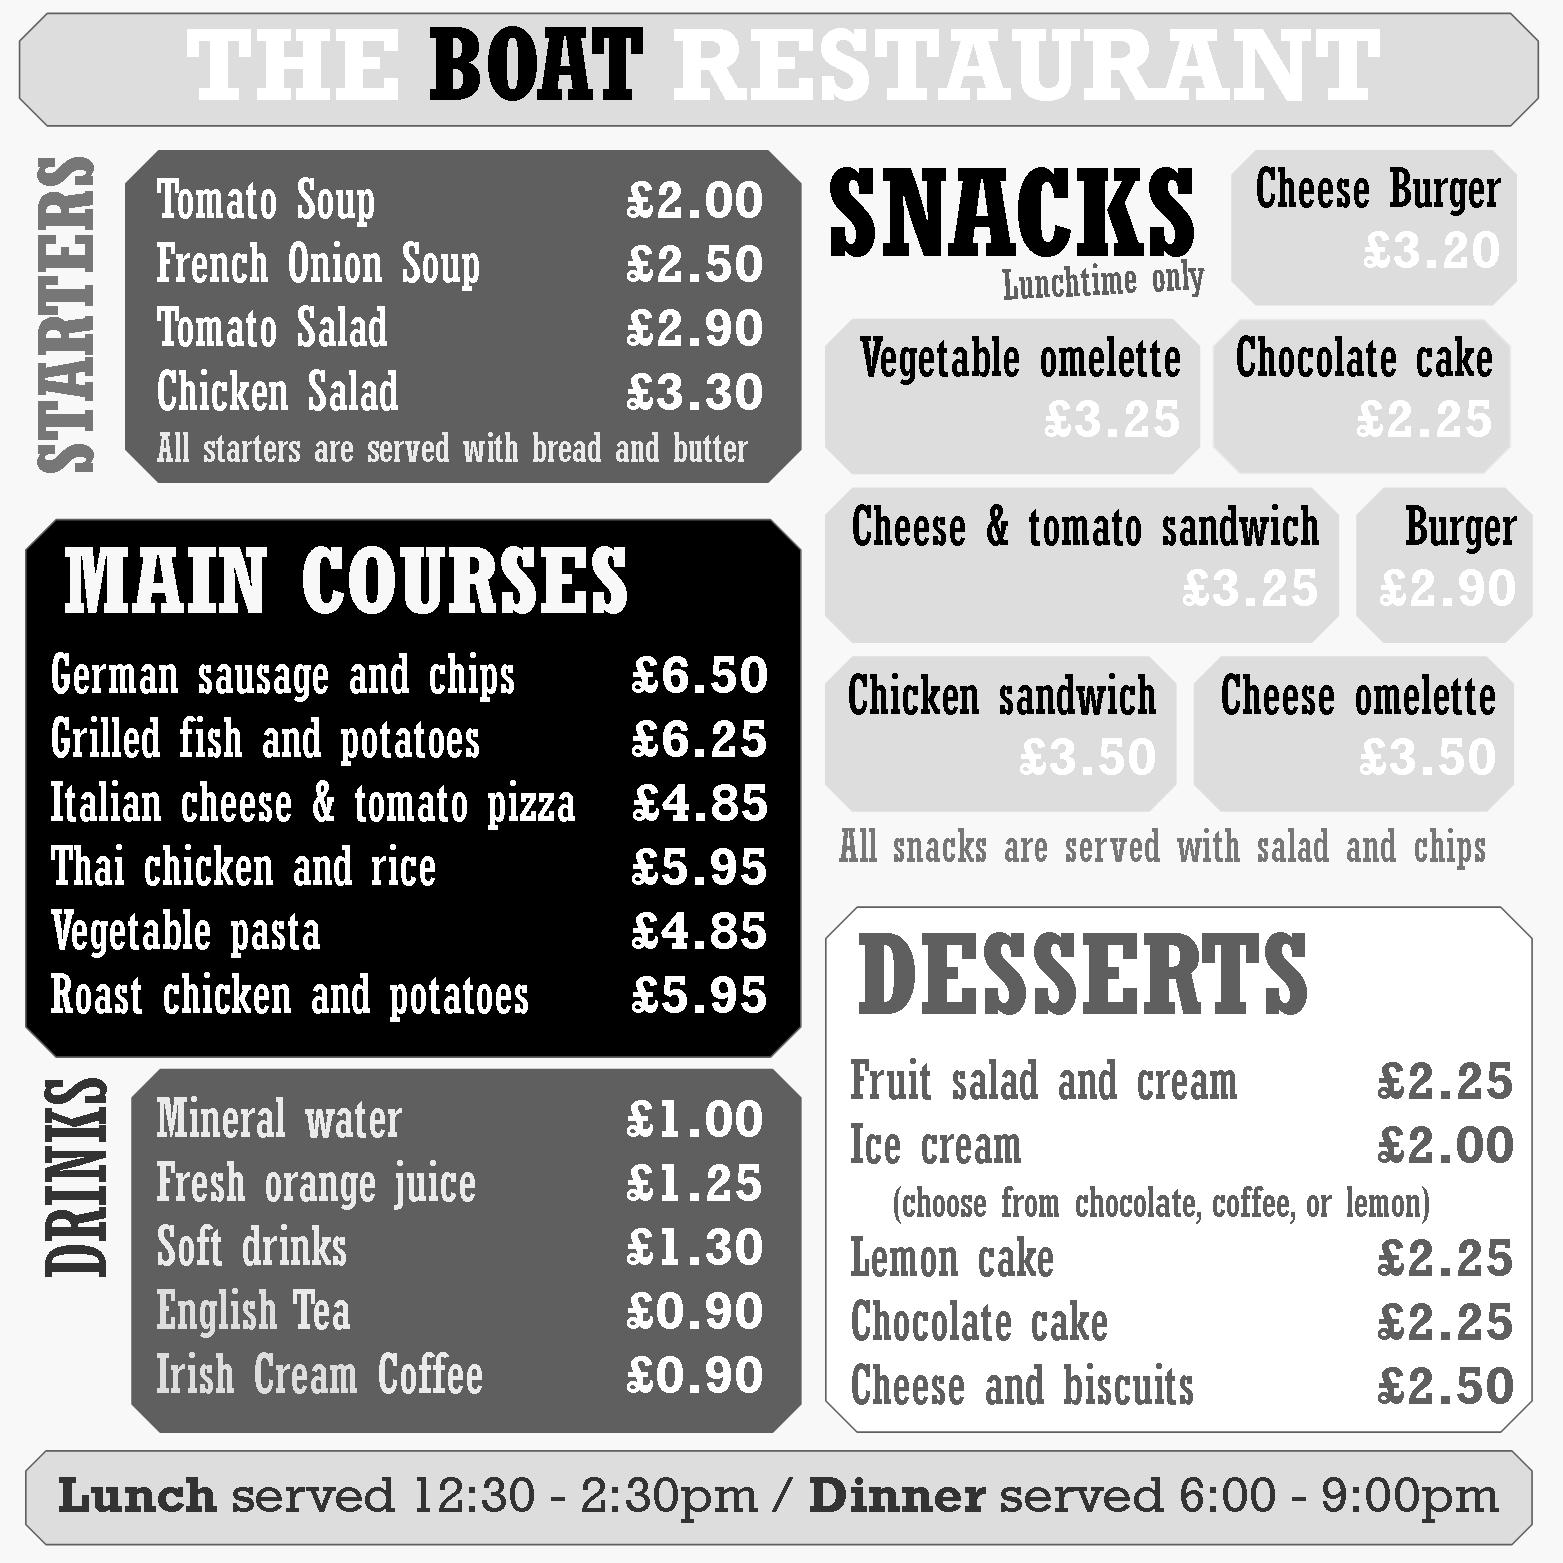 THE BOAT RESTAURANT
STARTERS
Tomato Soup £2.00
French Onion Soup £2.50
Tomato Salad £2.90
Chicken Salad £3.30
All starters are served with bread and butter
MAIN COURSES
German sausage and chips £6.50
Grilled fish and potatoes £6.25
Italian cheese & tomato pizza £4.85
Thai chicken and rice £5.95
Vegetable pasta £4.85
Roast chicken and potatoes £5.95
DRINKS
Mineral water £1.00
Fresh orange juice £1.25
Soft drinks £1.30
English Tea £0.90
Irish Cream Coffee £0.90
SNACKS
Lunchtime only
Cheese Burger
£3.20
Vegetable omelette
£3.25
Chocolate cake
£2.25
Cheese & tomato sandwich
£3.25
Burger
£2.90
Chicken sandwich
£3.50
Cheese omelette
£3.50
All snacks are served with salad and chips
DESSERTS
Fruit salad and cream £2.25
Ice cream £2.00
(choose from chocolate, coffee, or lemon)
Lemon cake £2.25
Chocolate cake £2.25
Cheese and biscuits £2.50
Lunch served 12:30 - 2:30pm / Dinner served 6:00 - 9:00pm